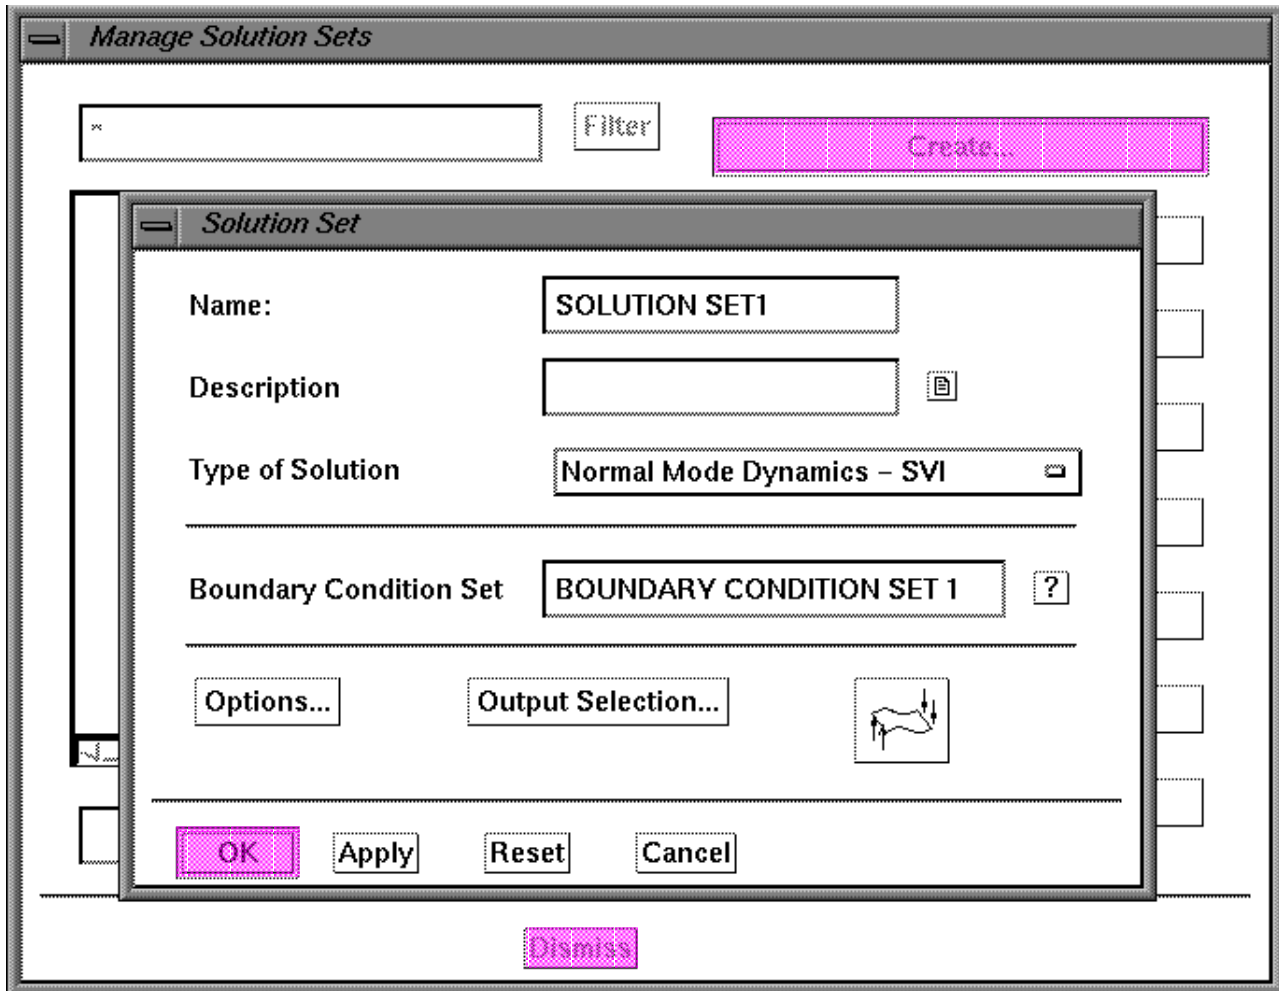 Manage Solution Sets
Filter
Create...
Solution Set
Name:
SOLUTION SET1
Description
Type of Solution
Normal Mode Dynamics – SVI
Boundary Condition Set
BOUNDARY CONDITION SET 1
?
Options...
Output Selection...
OK
Apply
Reset
Cancel
Dismiss